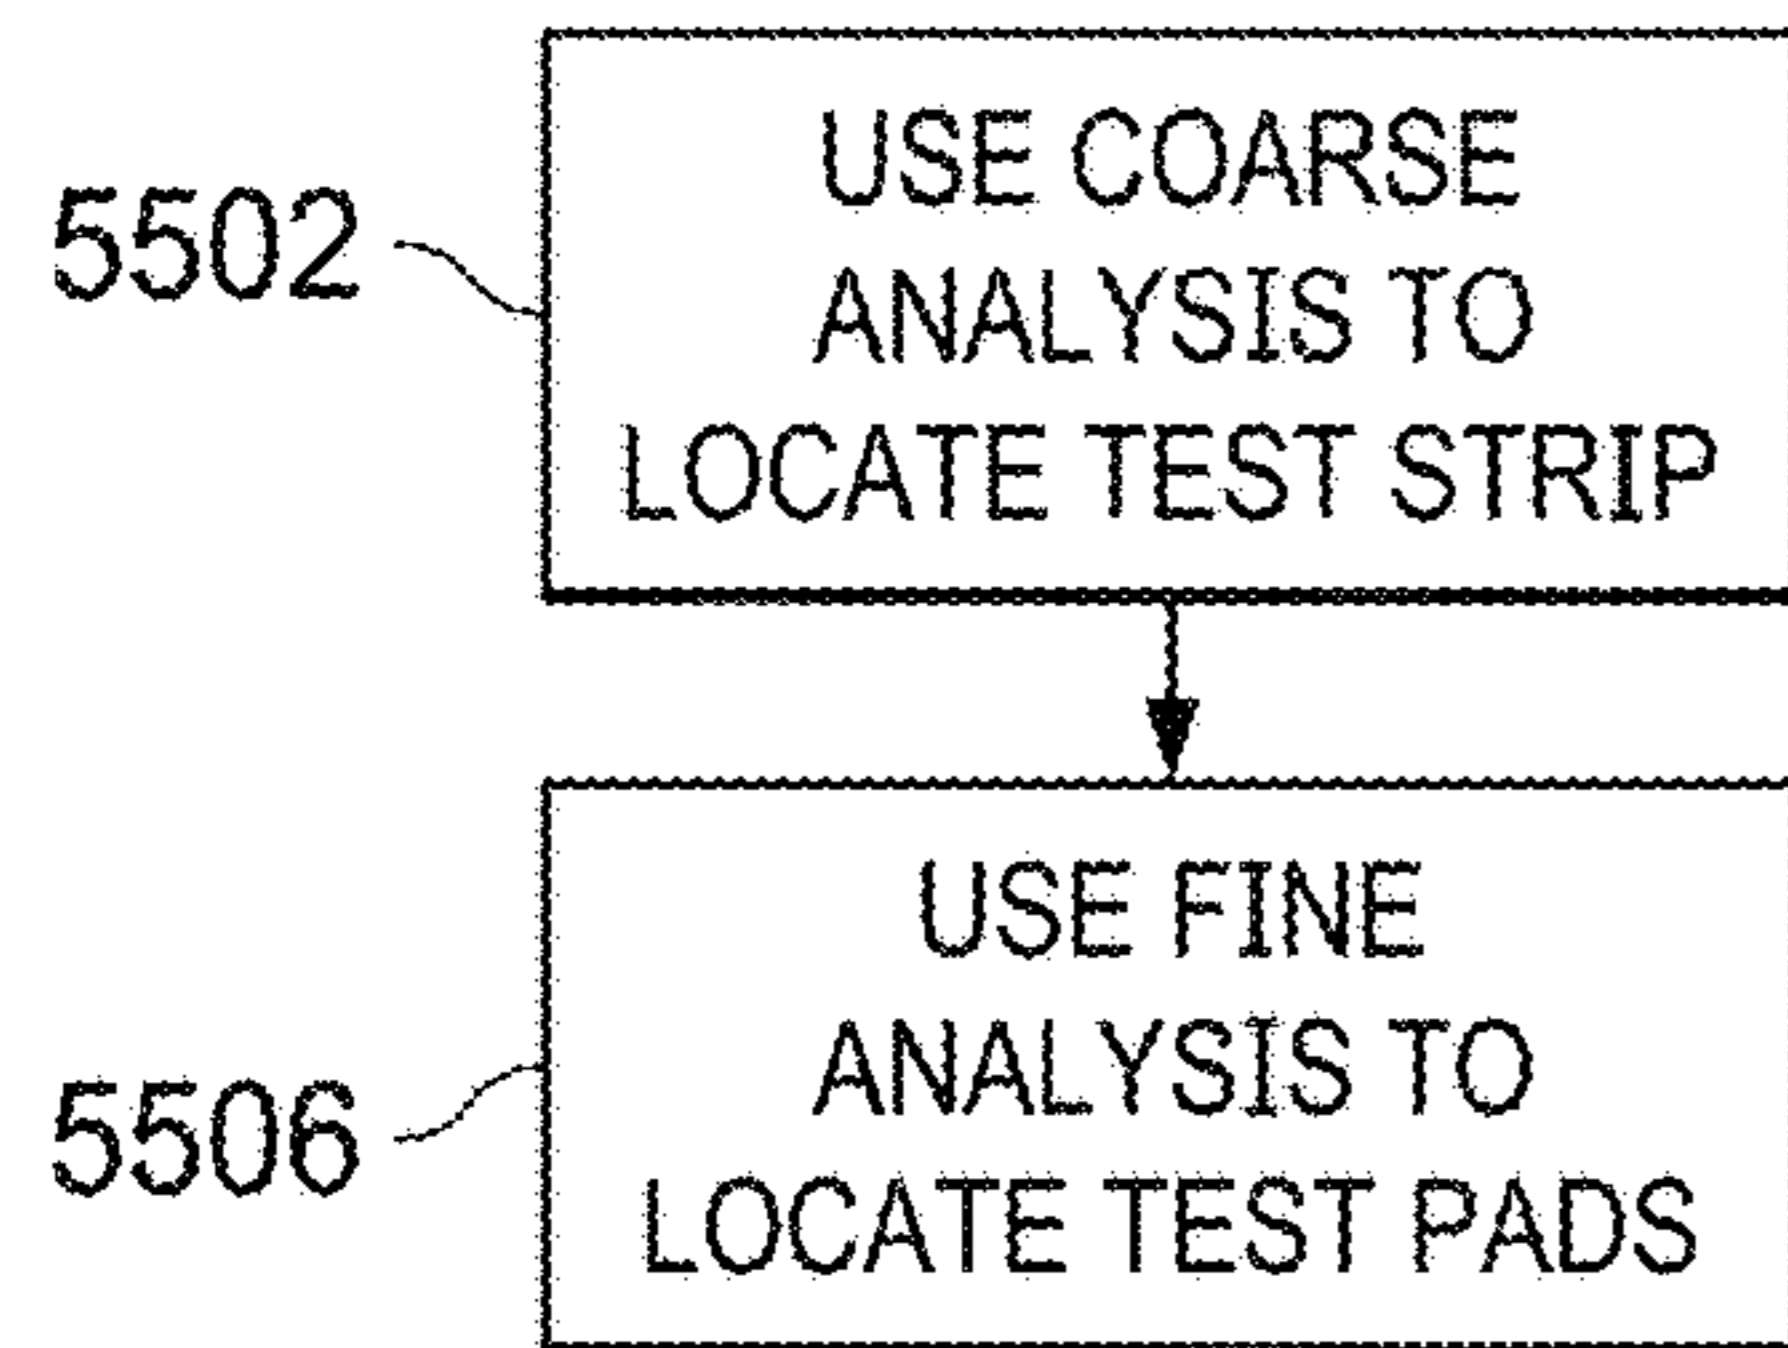 5502
USE COARSE
ANALYSIS TO
LOCATE TEST STRIP
5506
USE FINE
ANALYSIS TO
LOCATE TEST PADS